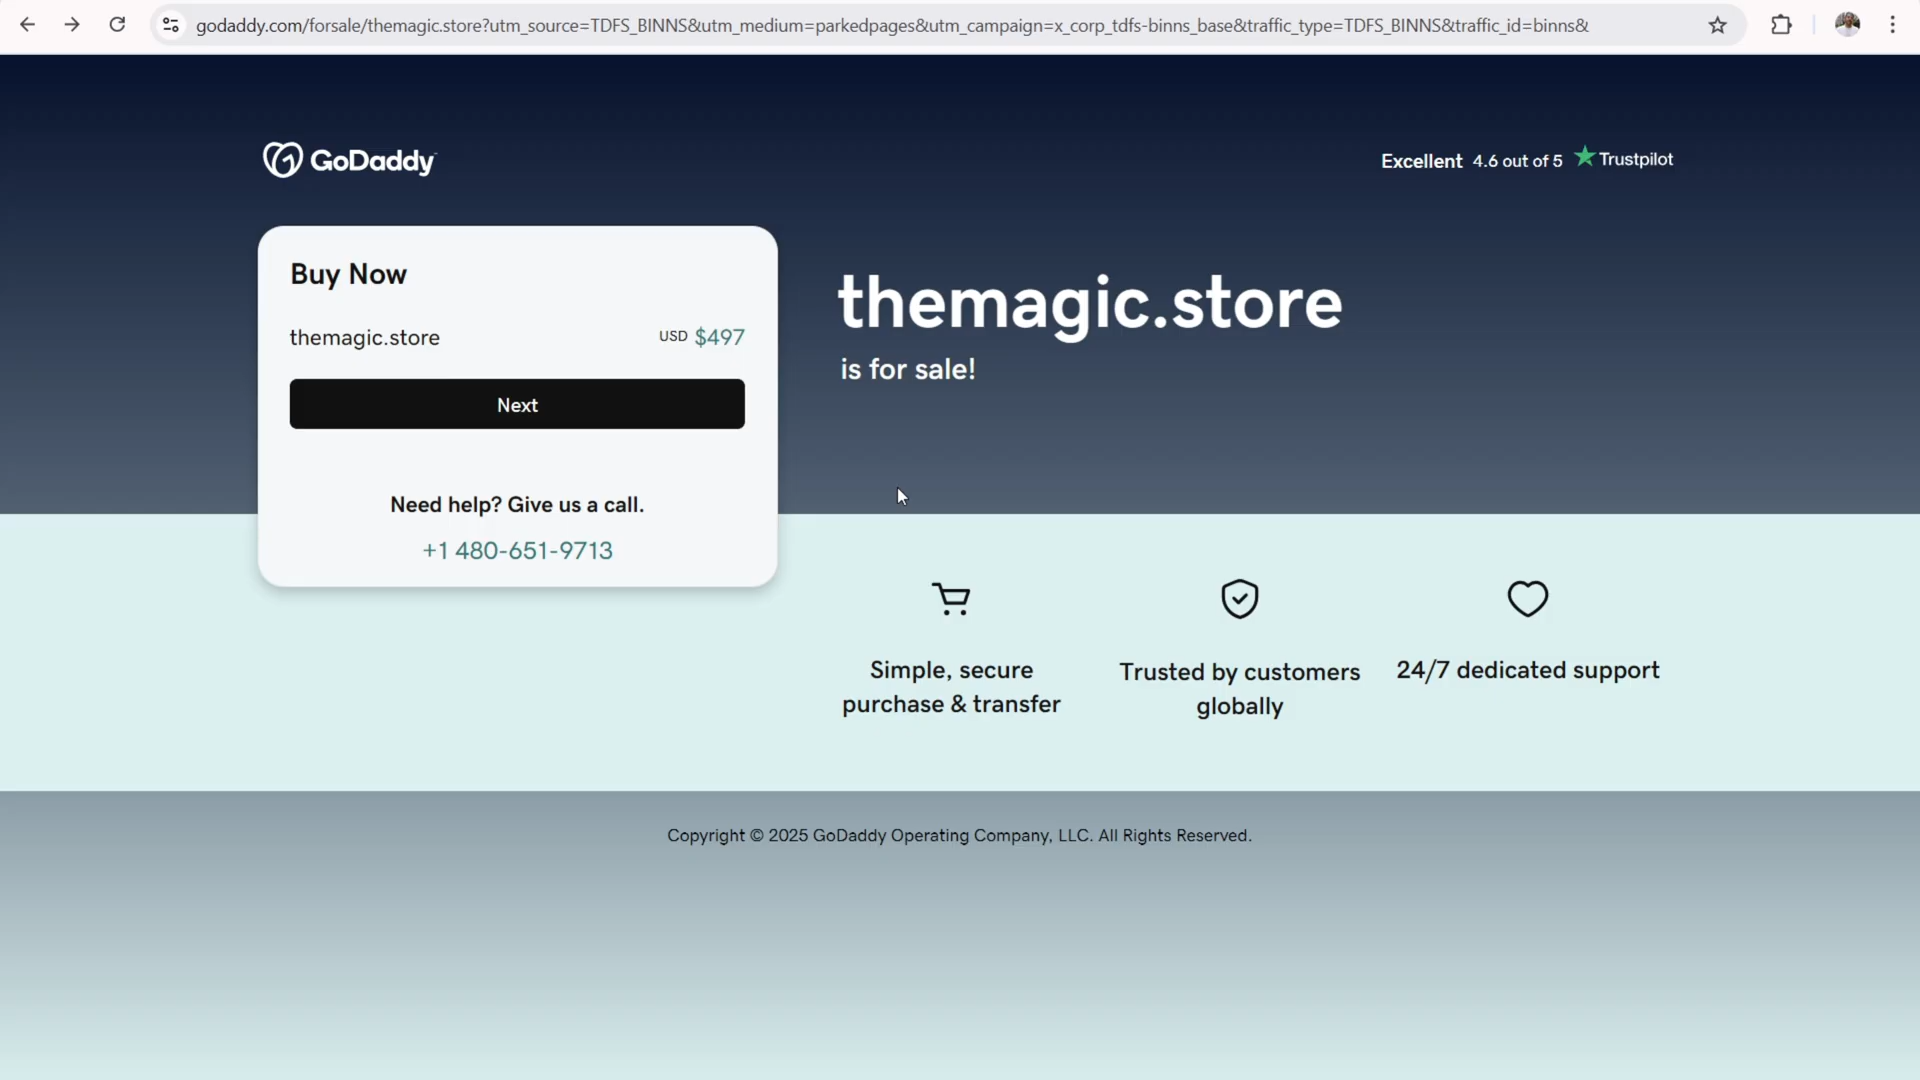 godaddy.com/forsale/themagic.store?utm_source=TDFS_BINNS&utm_medium=parkedpages&utm_campaign=x_corp_tdfs-binns_base&traffic_type=TDFS_BINNS&traffic_id=binns&
GoDaddy
Excellent 4.6 out of 5 Trustpilot
Buy Now
themagic.store USD $497
Next
Need help? Give us a call.
+1 480-651-9713
themagic.store
is for sale!
Simple, secure
purchase & transfer
Trusted by customers
globally
24/7 dedicated support
Copyright © 2025 GoDaddy Operating Company, LLC. All Rights Reserved.